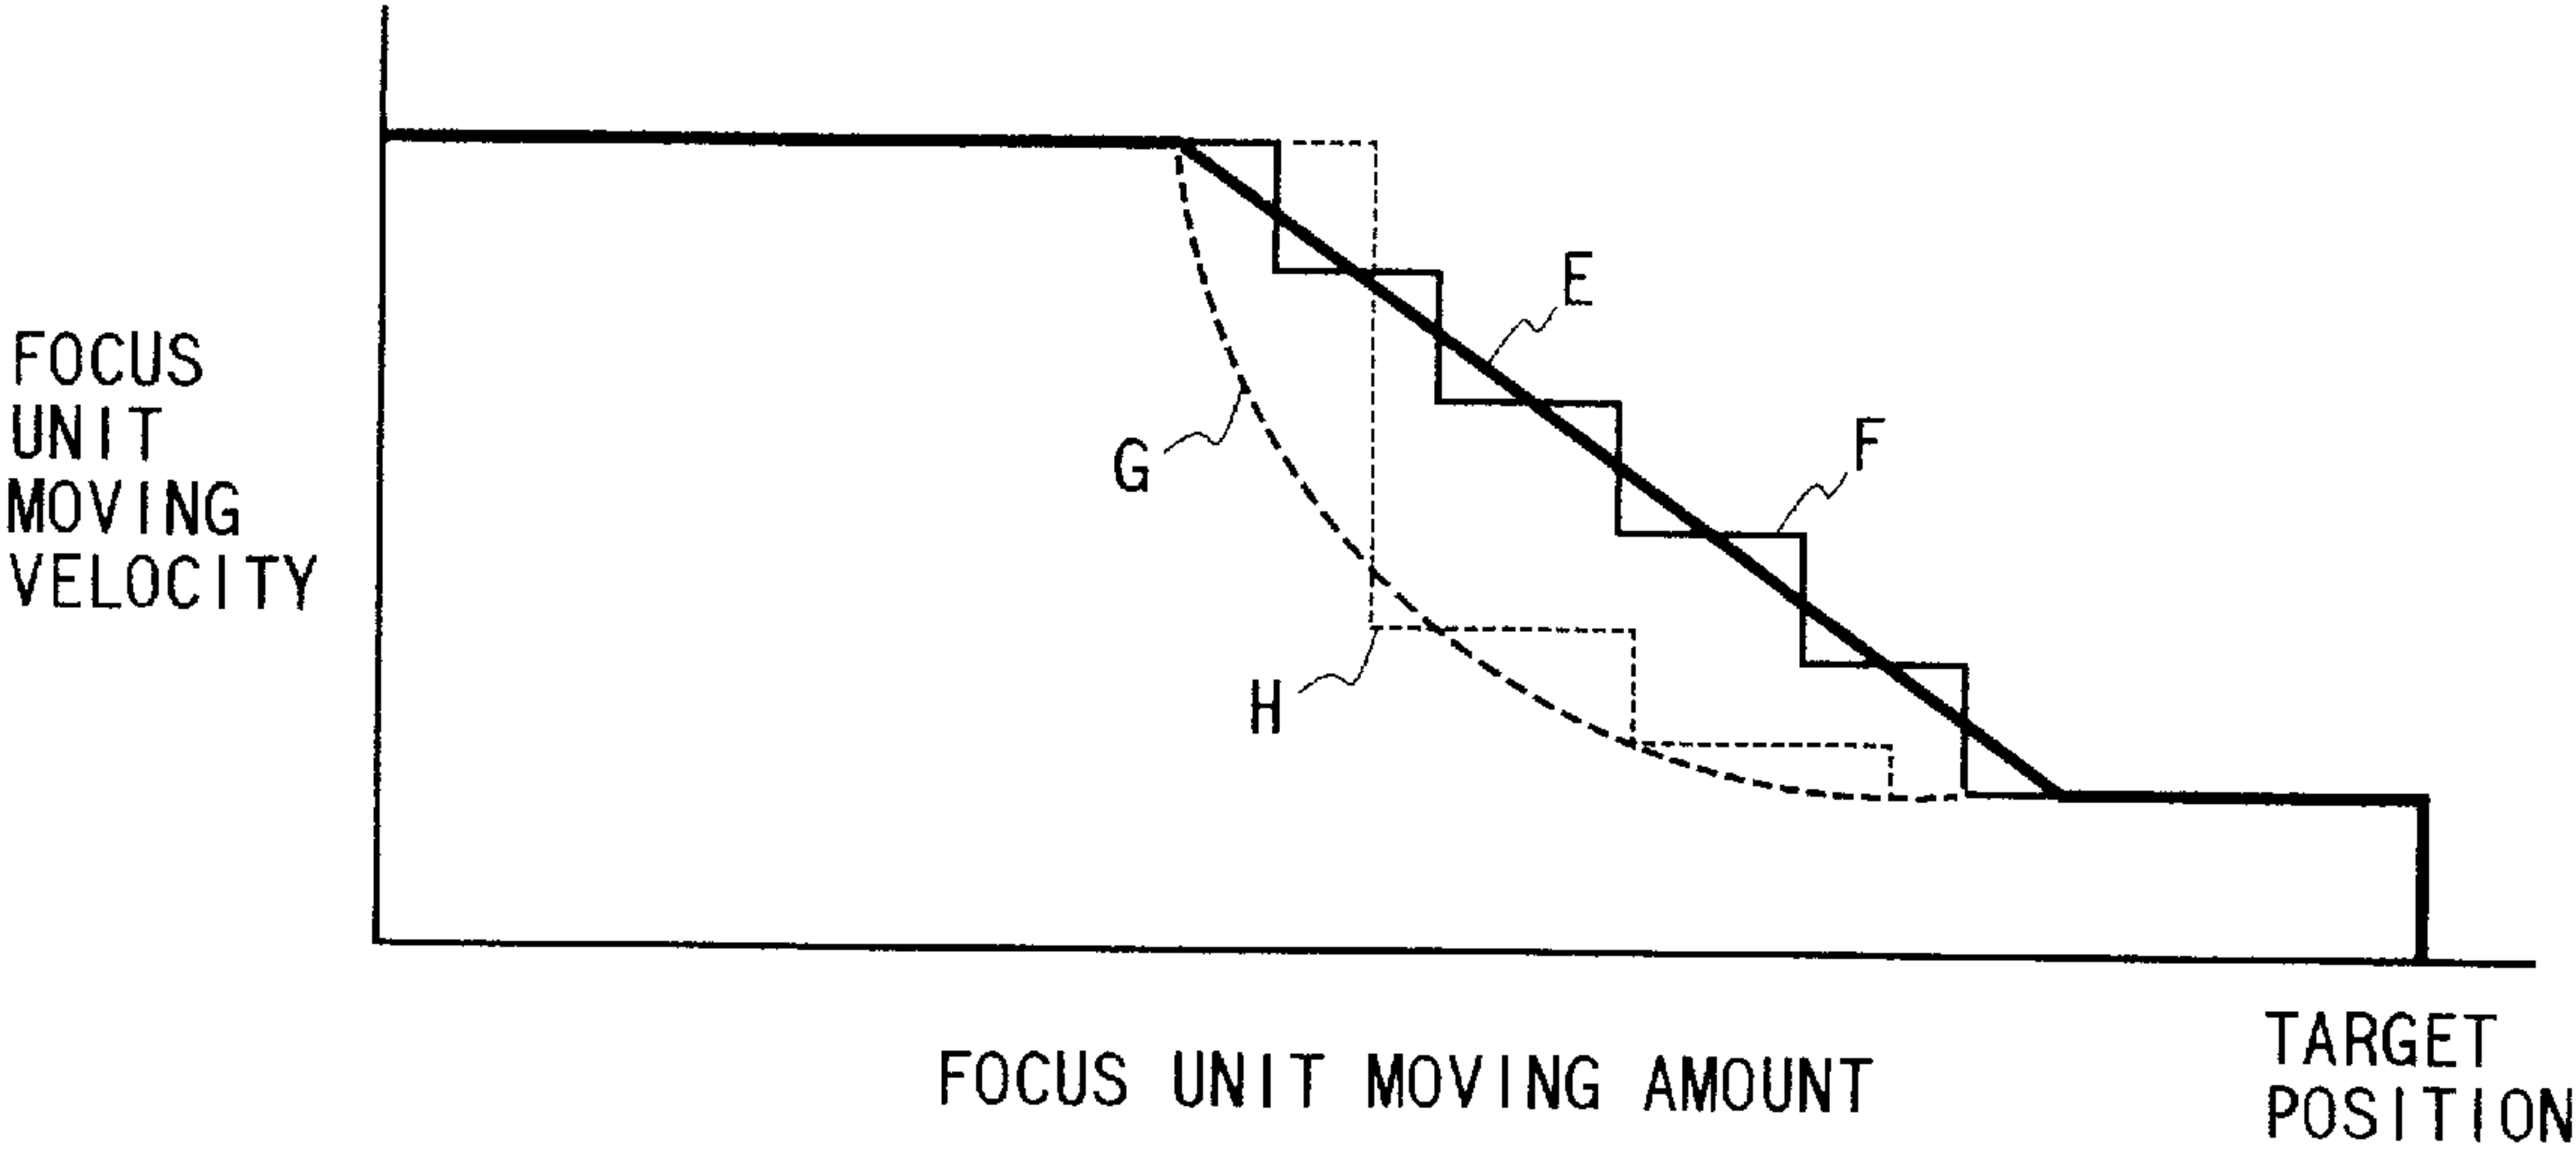 E
FOCUS
UNIT
MOVING
VELOCITY
G
F
H
TARGET
POSITION
FOCUS UNIT MOVING AMOUNT